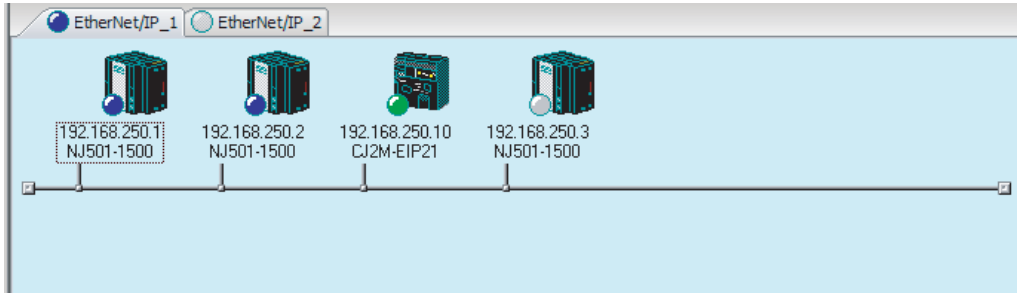 EtherNet/IP_1 EtherNet/IP_2
192.168.250.1 192.168.250.2 192.168.250.10 192.168.250.3
NJ501-1500 NJ501-1500 CJ2M-EIP21 NJ501-1500